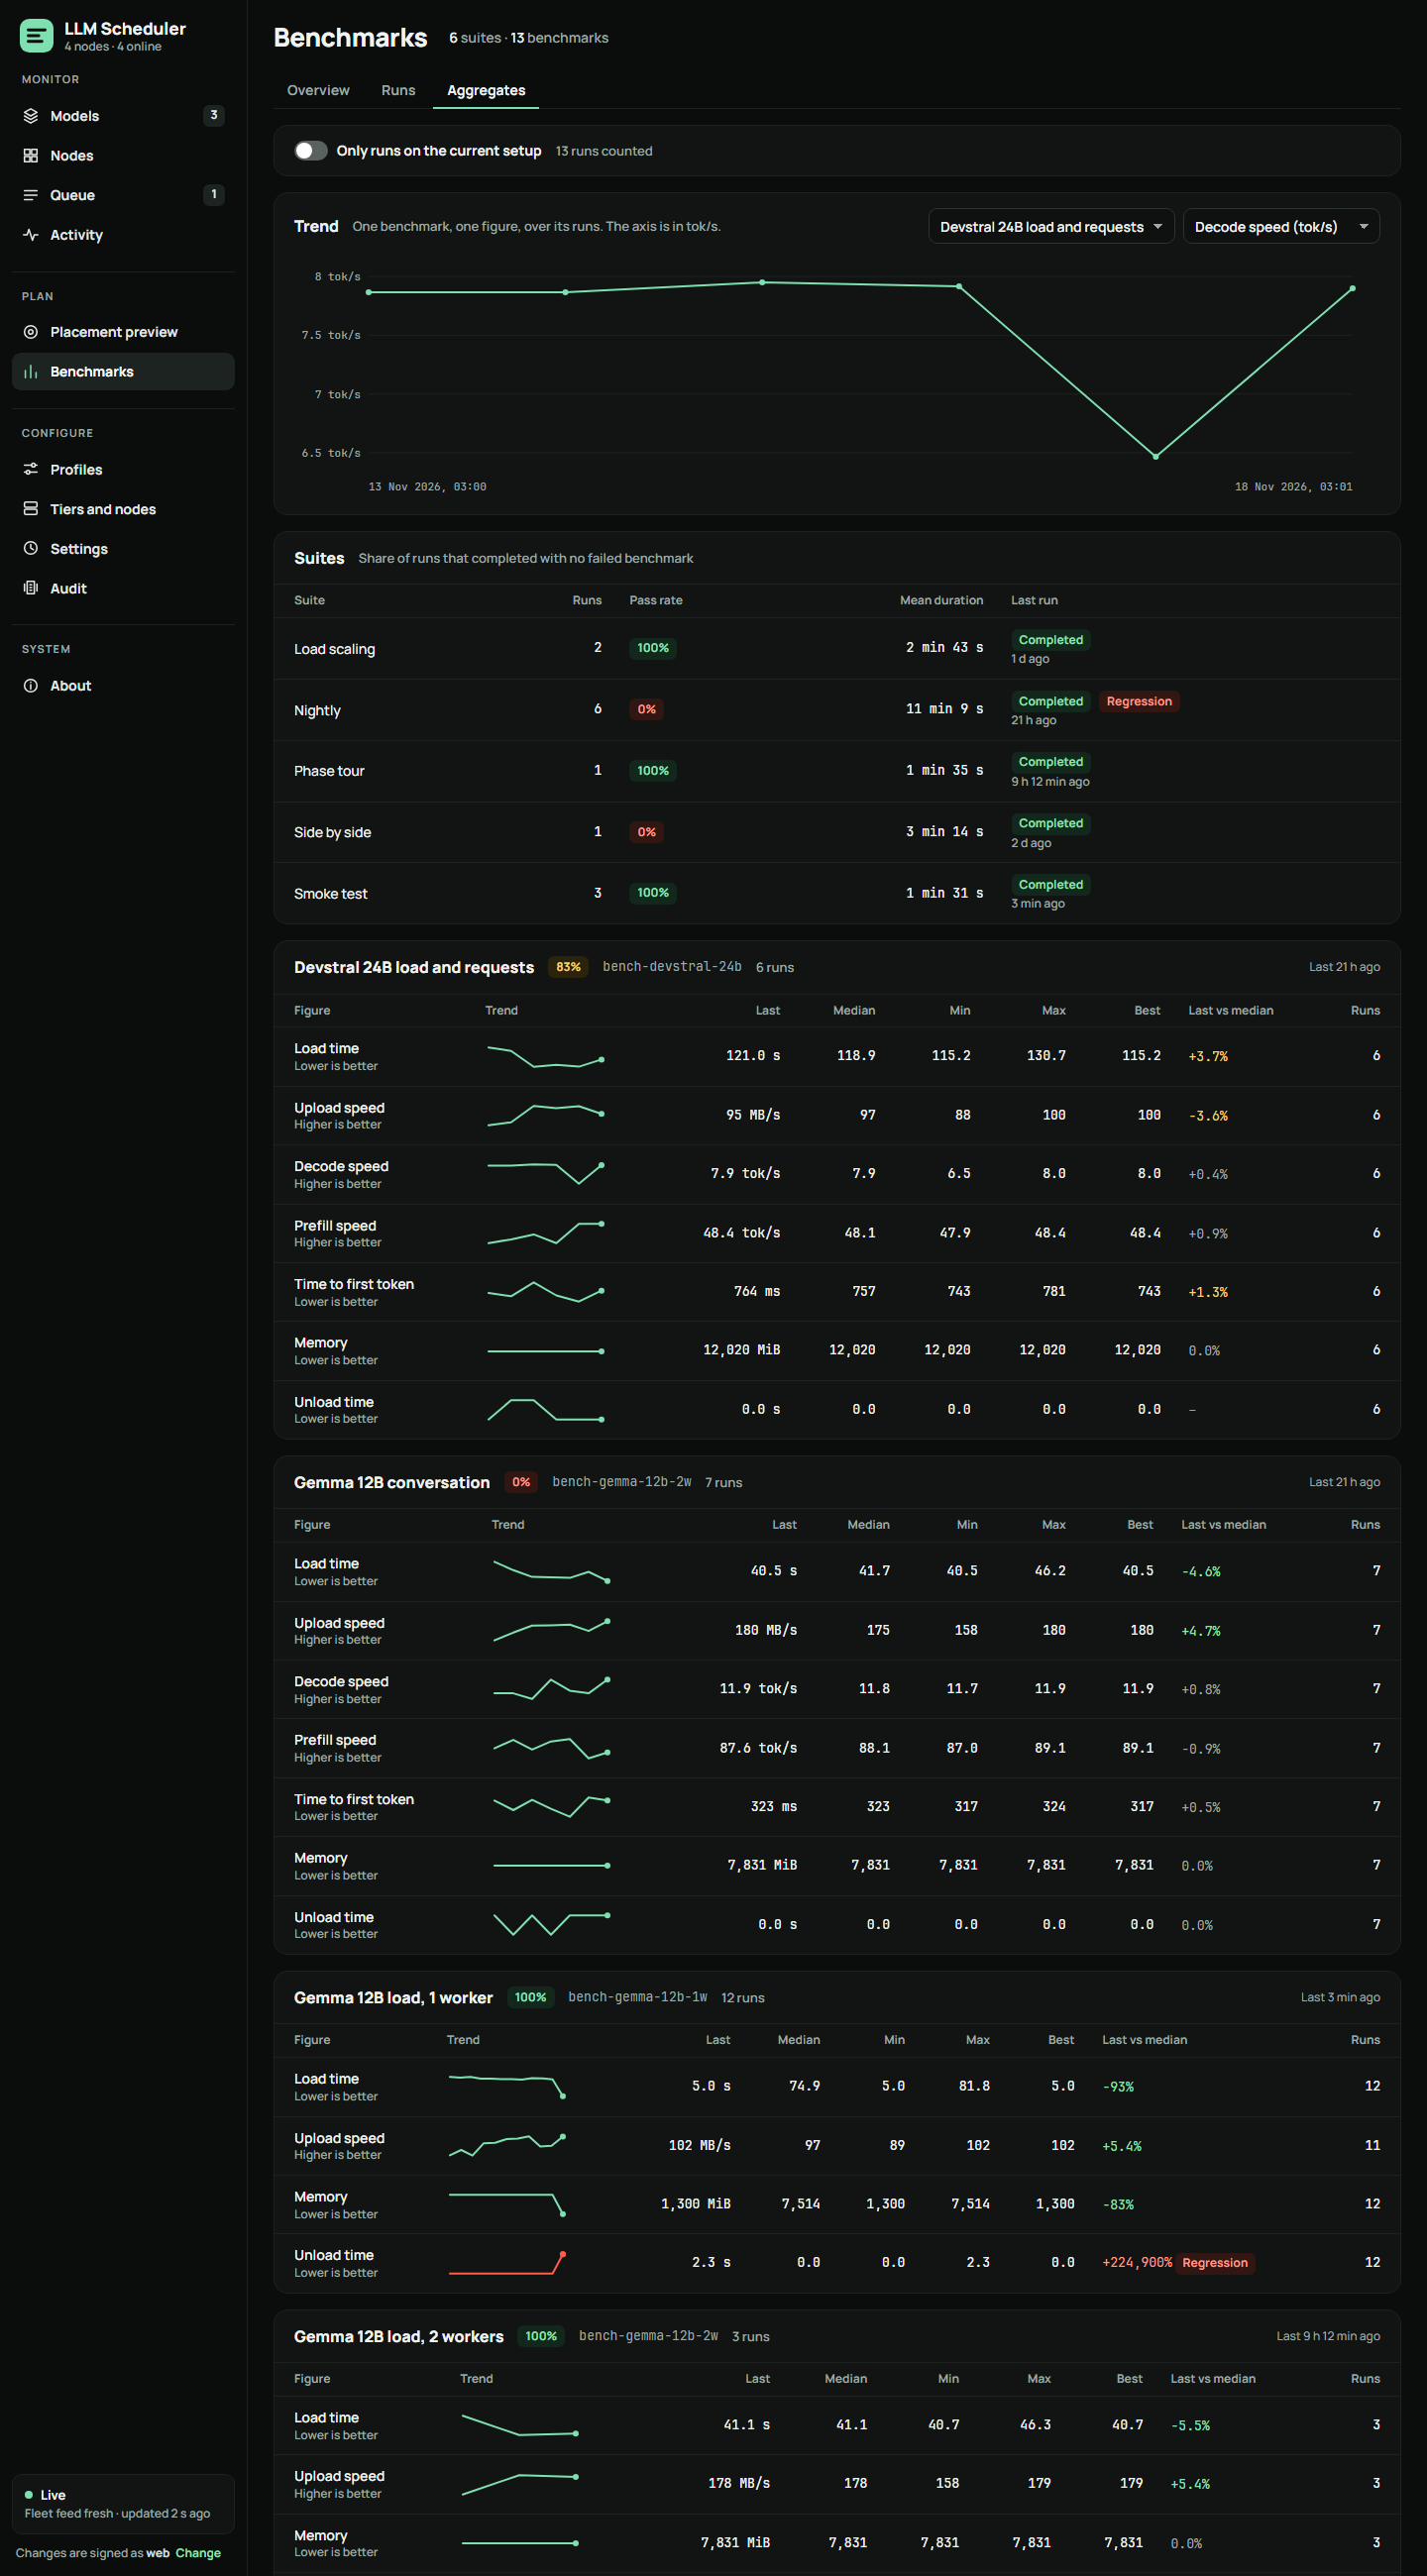 LLM Scheduler
4 nodes · 4 online
MONITOR
Models 3
Nodes
Queue 1
Activity
PLAN
Placement preview
Benchmarks
CONFIGURE
Profiles
Tiers and nodes
Settings
Audit
SYSTEM
About
Live
Fleet feed fresh · updated 2 s ago
Changes are signed as web Change
Benchmarks 6 suites · 13 benchmarks
Overview Runs Aggregates
Only runs on the current setup 13 runs counted
Trend One benchmark, one figure, over its runs. The axis is in tok/s. Devstral 24B load and requests Decode speed (tok/s)
8 tok/s
7.5 tok/s
7 tok/s
6.5 tok/s
13 Nov 2026, 03:00 18 Nov 2026, 03:01
Suites Share of runs that completed with no failed benchmark
Suite Runs Pass rate Mean duration Last run
Load scaling 2 100% 2 min 43 s Completed
1 d ago
Nightly 6 0% 11 min 9 s Completed Regression
21 h ago
Phase tour 1 100% 1 min 35 s Completed
9 h 12 min ago
Side by side 1 0% 3 min 14 s Completed
2 d ago
Smoke test 3 100% 1 min 31 s Completed
3 min ago
Devstral 24B load and requests 83% bench-devstral-24b 6 runs Last 21 h ago
Figure Trend Last Median Min Max Best Last vs median Runs
Load time 121.0 s 118.9 115.2 130.7 115.2 +3.7% 6
Lower is better
Upload speed 95 MB/s 97 88 100 100 -3.6% 6
Higher is better
Decode speed 7.9 tok/s 7.9 6.5 8.0 8.0 +0.4% 6
Higher is better
Prefill speed 48.4 tok/s 48.1 47.9 48.4 48.4 +0.9% 6
Higher is better
Time to first token 764 ms 757 743 781 743 +1.3% 6
Lower is better
Memory 12,020 MiB 12,020 12,020 12,020 12,020 0.0% 6
Lower is better
Unload time 0.0 s 0.0 0.0 0.0 0.0 – 6
Lower is better
Gemma 12B conversation 0% bench-gemma-12b-2w 7 runs Last 21 h ago
Figure Trend Last Median Min Max Best Last vs median Runs
Load time 40.5 s 41.7 40.5 46.2 40.5 -4.6% 7
Lower is better
Upload speed 180 MB/s 175 158 180 180 +4.7% 7
Higher is better
Decode speed 11.9 tok/s 11.8 11.7 11.9 11.9 +0.8% 7
Higher is better
Prefill speed 87.6 tok/s 88.1 87.0 89.1 89.1 -0.9% 7
Higher is better
Time to first token 323 ms 323 317 324 317 +0.5% 7
Lower is better
Memory 7,831 MiB 7,831 7,831 7,831 7,831 0.0% 7
Lower is better
Unload time 0.0 s 0.0 0.0 0.0 0.0 0.0% 7
Lower is better
Gemma 12B load, 1 worker 100% bench-gemma-12b-1w 12 runs Last 3 min ago
Figure Trend Last Median Min Max Best Last vs median Runs
Load time 5.0 s 74.9 5.0 81.8 5.0 -93% 12
Lower is better
Upload speed 102 MB/s 97 89 102 102 +5.4% 11
Higher is better
Memory 1,300 MiB 7,514 1,300 7,514 1,300 -83% 12
Lower is better
Unload time 2.3 s 0.0 0.0 2.3 0.0 +224,900% Regression 12
Lower is better
Gemma 12B load, 2 workers 100% bench-gemma-12b-2w 3 runs Last 9 h 12 min ago
Figure Trend Last Median Min Max Best Last vs median Runs
Load time 41.1 s 41.1 40.7 46.3 40.7 -5.5% 3
Lower is better
Upload speed 178 MB/s 178 158 179 179 +5.4% 3
Higher is better
Memory 7,831 MiB 7,831 7,831 7,831 7,831 0.0% 3
Lower is better